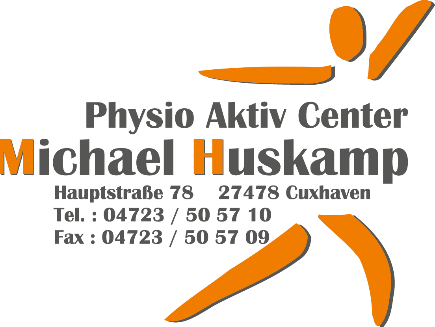 Physio Aktiv Center
Michael Huskamp
Hauptstraße 78 27478 Cuxhaven
Tel. : 04723 / 50 57 10
Fax : 04723 / 50 57 09